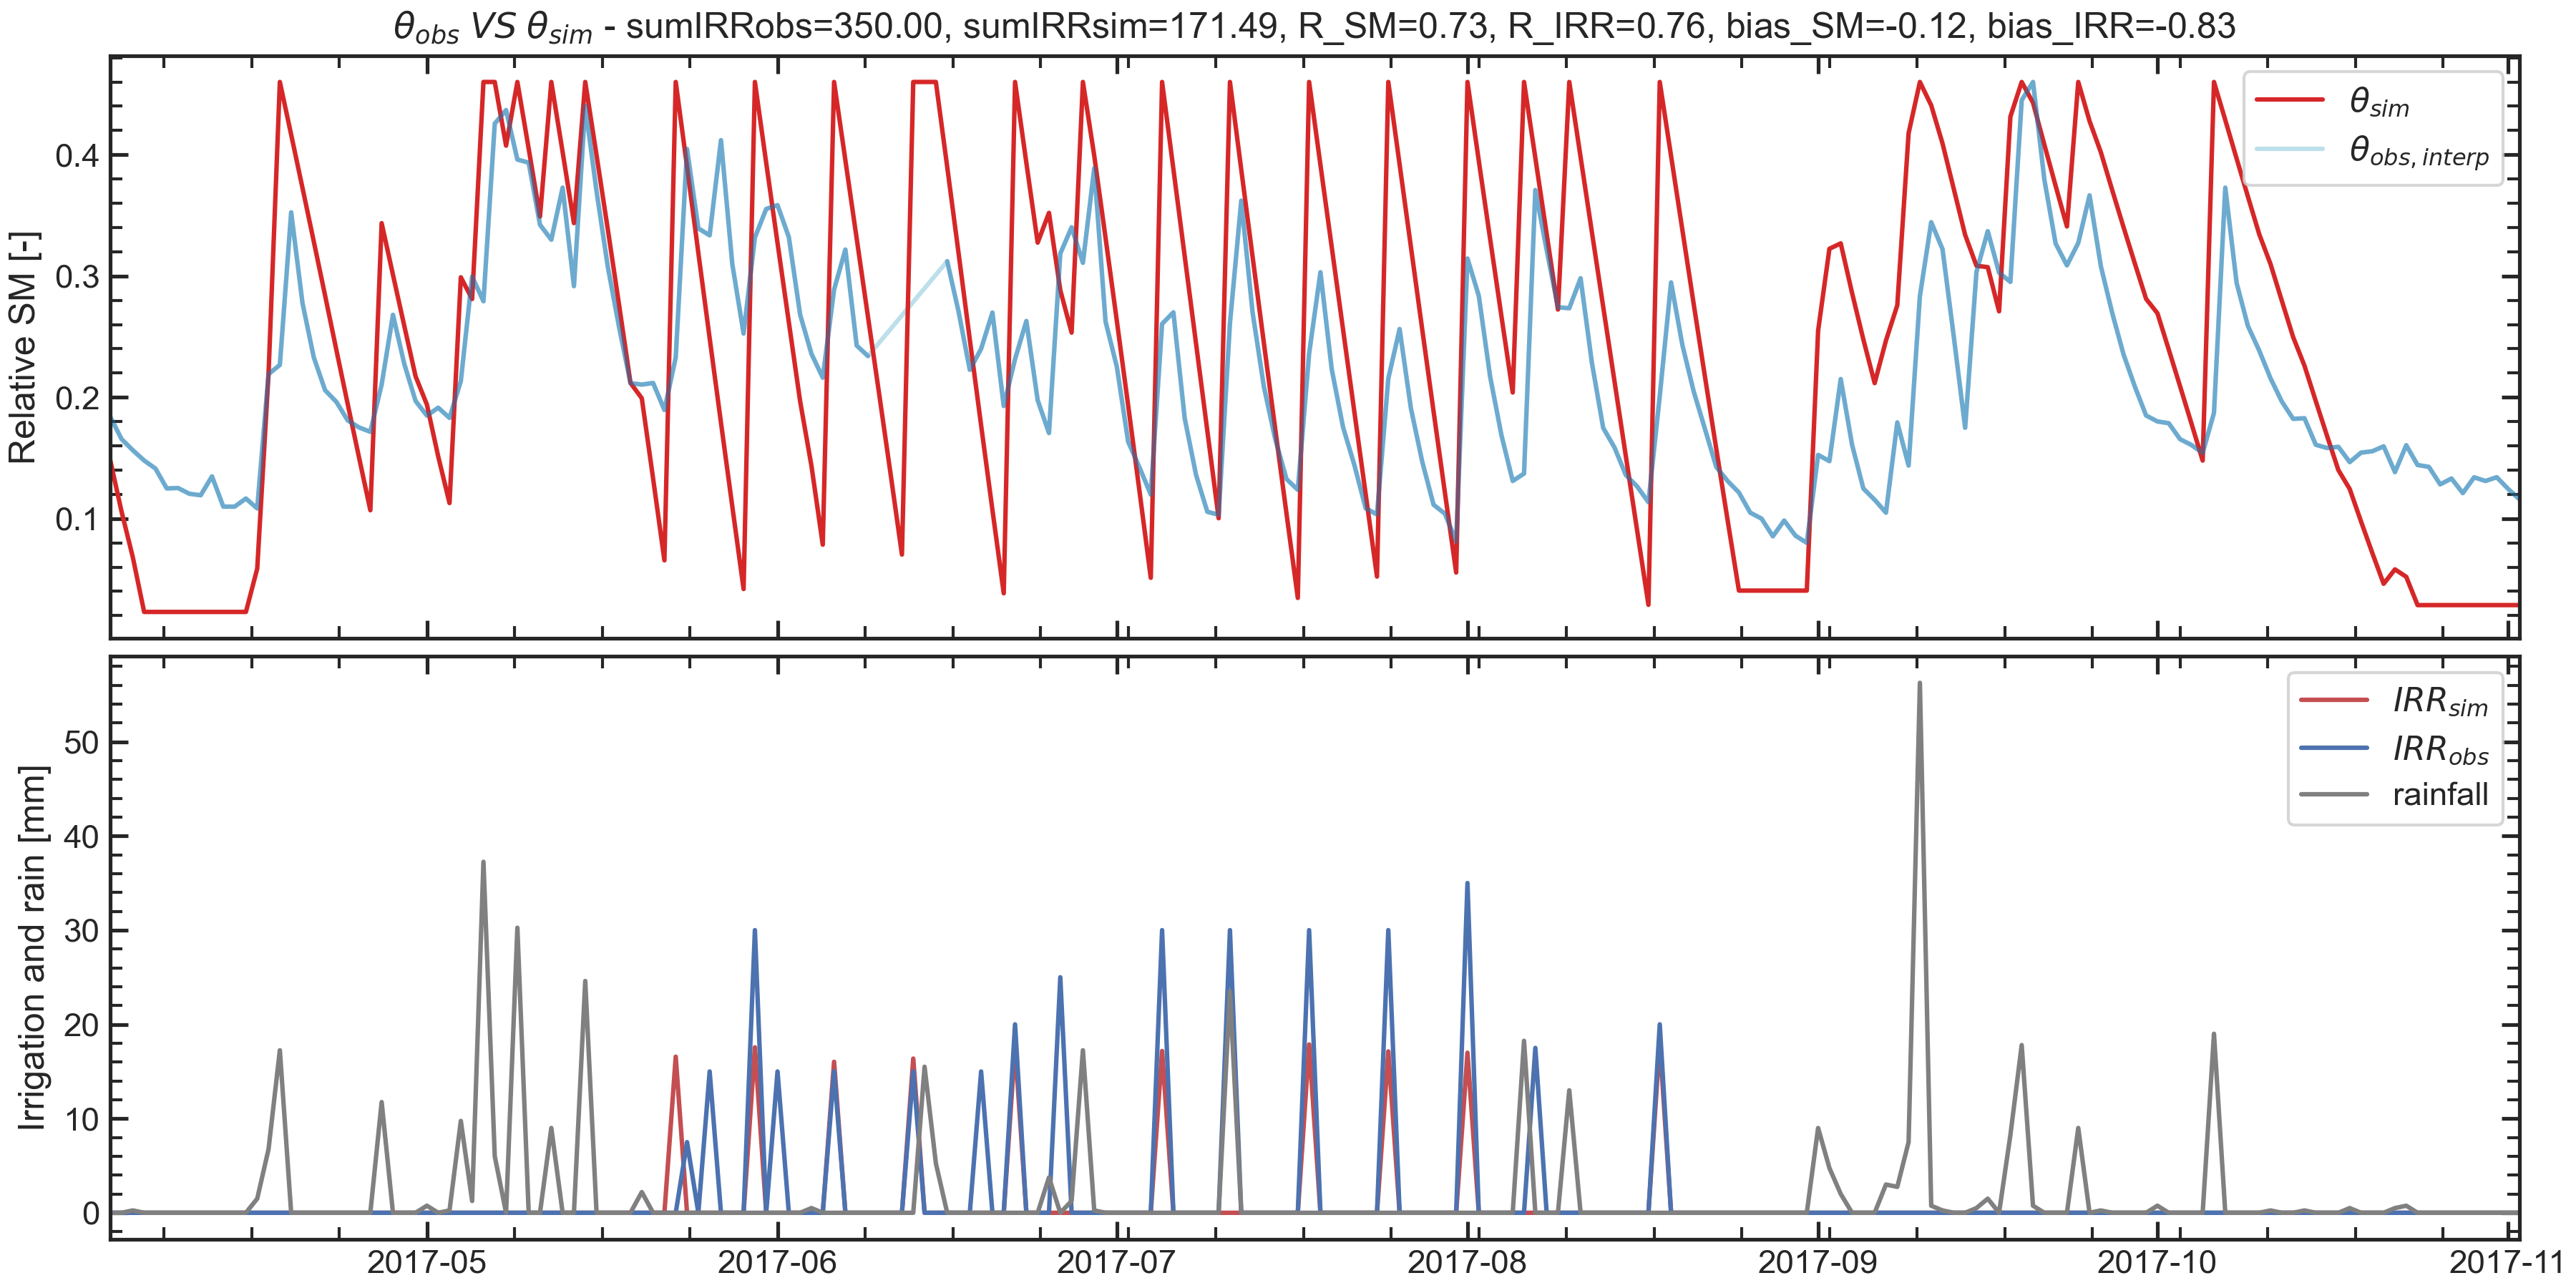 θobs VS θsim - sumIRRobs=350.00, sumIRRsim=171.49, R_SM=0.73, R_IRR=0.76, bias_SM=-0.12, bias_IRR=-0.83
Relative SM [-]
0.4
0.3
0.2
0.1
θsim
θobs, interp
Irrigation and rain [mm]
50
40
30
20
10
0
IRRsim
IRRobs
rainfall
2017-05 2017-06 2017-07 2017-08 2017-09 2017-10 2017-11